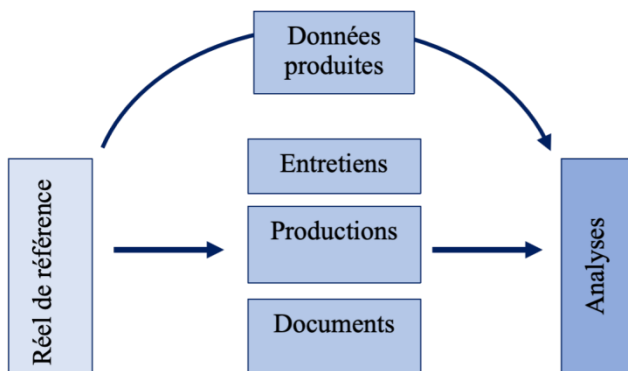 Données
produites
Réel de référence
Entretiens
Productions
Documents
Analyses